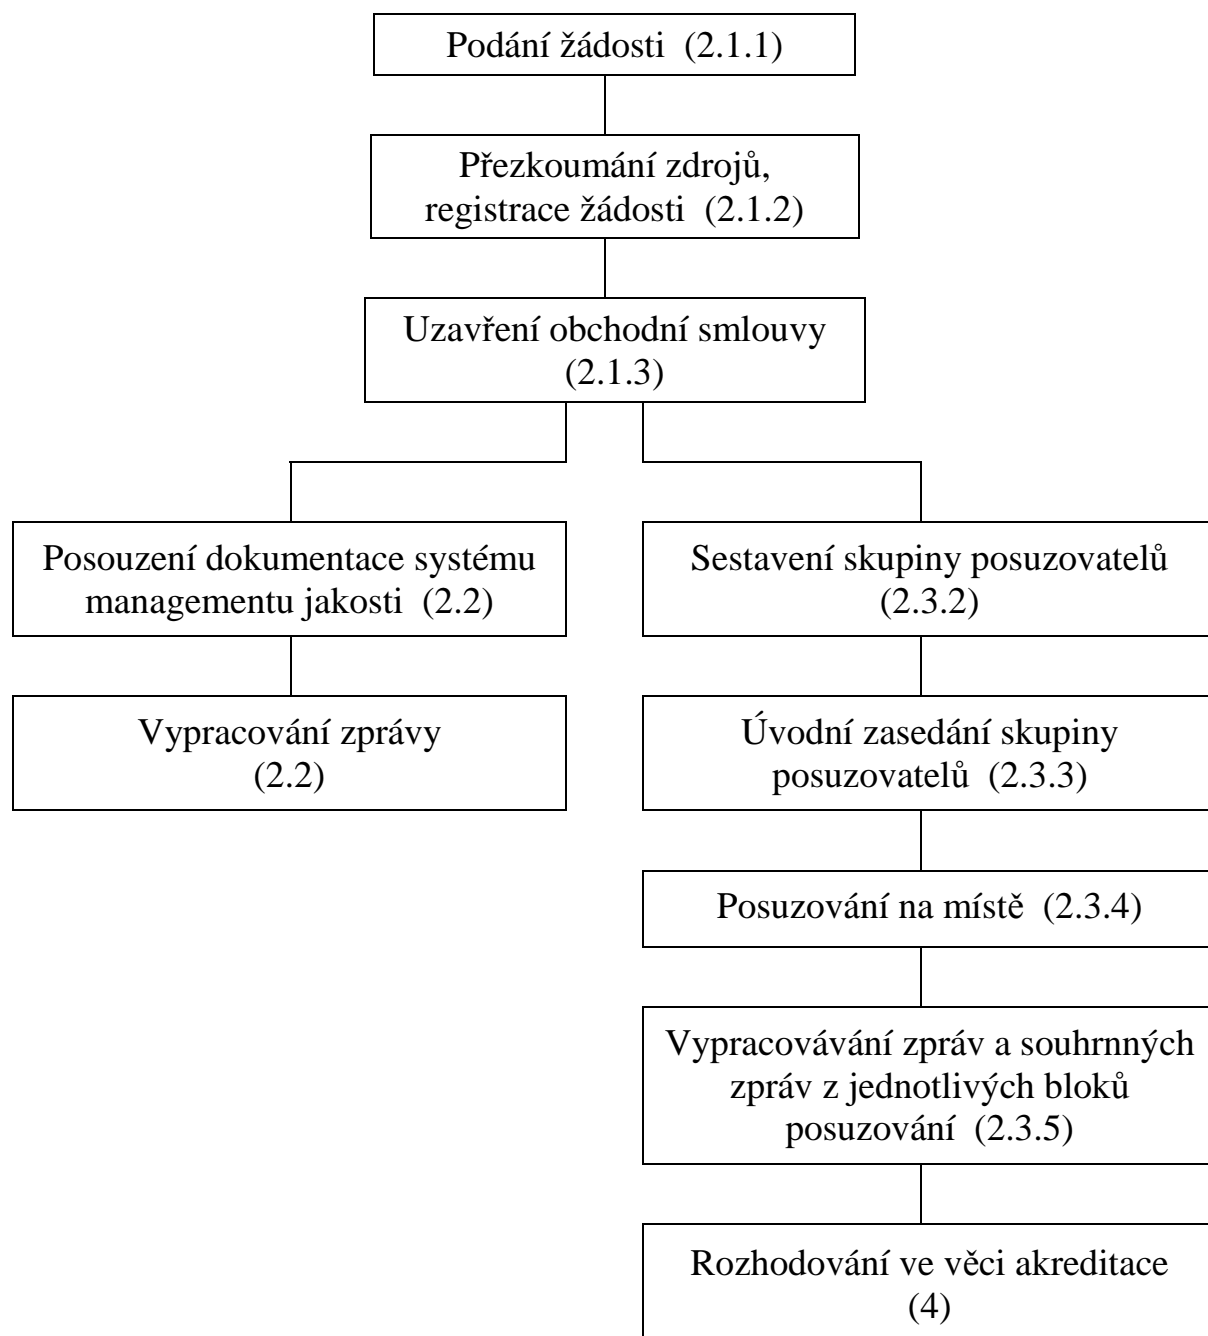 Podání žádosti (2.1.1)
Přezkoumání zdrojů,
registrace žádosti (2.1.2)
Uzavření obchodní smlouvy
(2.1.3)
Posouzení dokumentace systému
managementu jakosti (2.2)
Vypracování zprávy
(2.2)
Sestavení skupiny posuzovatelů
(2.3.2)
Úvodní zasedání skupiny
posuzovatelů (2.3.3)
Posuzování na místě (2.3.4)
Vypracovávání zpráv a souhrnných
zpráv z jednotlivých bloků
posuzování (2.3.5)
Rozhodování ve věci akreditace
(4)